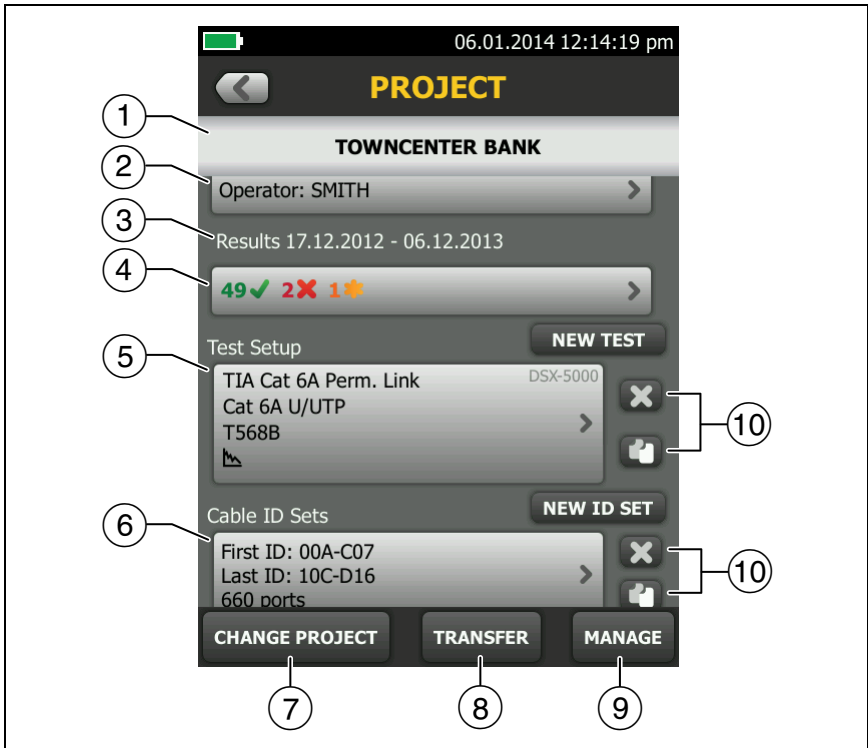 06.01.2014 12:14:19 pm
PROJECT
1
TOWNCENTER BANK
2
Operator: SMITH
3
Results 17.12.2012 - 06.12.2013
4
49 2 1
NEW TEST
5
Test Setup
TIA Cat 6A Perm. Link DSX-5000
Cat 6A U/UTP
T568B
10
NEW ID SET
6
Cable ID Sets
First ID: 00A-C07
Last ID: 10C-D16
660 ports
10
CHANGE PROJECT TRANSFER MANAGE
7 8 9